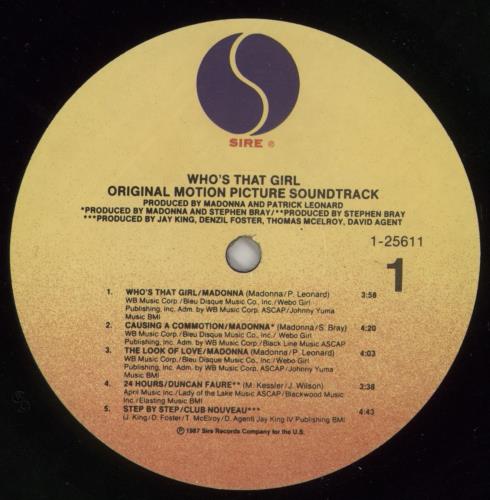 SIRE ®
WHO'S THAT GIRL
ORIGINAL MOTION PICTURE SOUNDTRACK
PRODUCED BY MADONNA AND PATRICK LEONARD
*PRODUCED BY MADONNA AND STEPHEN BRAY/**PRODUCED BY STEPHEN BRAY
***PRODUCED BY JAY KING, DENZIL FOSTER, THOMAS MCELROY, DAVID AGENT
1-25611
1
1. WHO'S THAT GIRL/MADONNA (Madonna/P. Leonard) 3:58
WB Music Corp./Bleu Disque Music Co., Inc./Webo Girl
Publishing, Inc. Adm. by WB Music Corp. ASCAP/Johnny Yuma
Music BMI
2. CAUSING A COMMOTION/MADONNA* (Madonna/S. Bray) 4:20
WB Music Corp./Bleu Disque Music Co., Inc./Webo Girl
Publishing, Inc. Adm. by WB Music Corp./Black Lion Music ASCAP
3. THE LOOK OF LOVE/MADONNA (Madonna/P. Leonard) 4:03
WB Music Corp./Bleu Disque Music Co., Inc./Webo Girl
Publishing, Inc. Adm. by WB Music Corp. ASCAP/Johnny Yuma
Music BMI
4. 24 HOURS/DUNCAN FAURE** (M. Kessler/J. Wilson) 3:38
April Music Inc./Lady of the Lake Music ASCAP/Blackwood Music
Inc./Elasting Music BMI
5. STEP BY STEP/CLUB NOUVEAU*** 4:43
(J. King/D. Foster/T. McElroy/D. Agent) Jay King IV Publishing BMI
℗ 1987 Sire Records Company for the U.S.